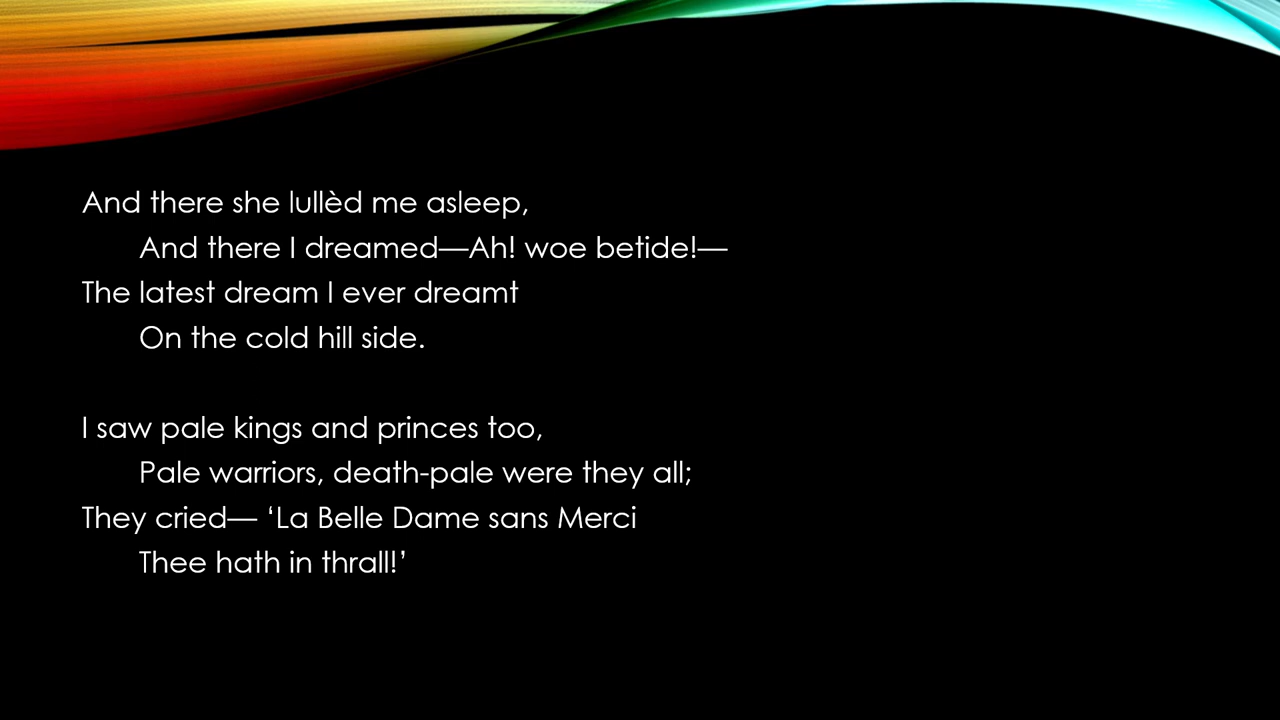 And there she lullèd me asleep,
And there I dreamed—Ah! woe betide!—
The latest dream I ever dreamt
On the cold hill side.
I saw pale kings and princes too,
Pale warriors, death-pale were they all;
They cried— ‘La Belle Dame sans Merci
Thee hath in thrall!’